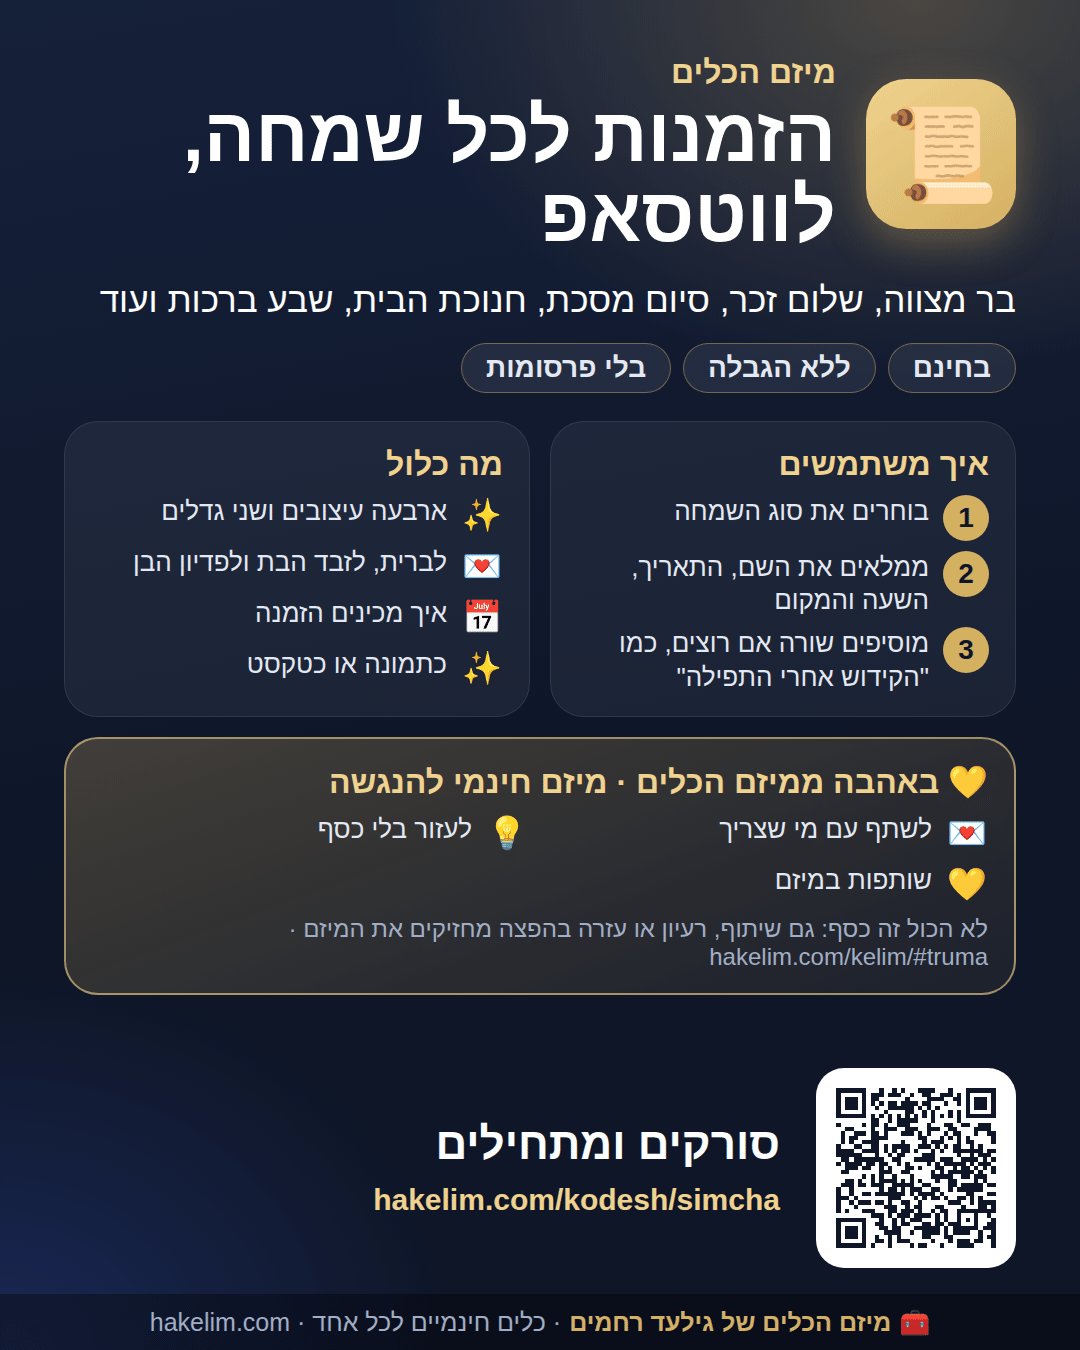 מיזם הכלים
הזמנות לכל שמחה,
לווטסאפ
בר מצווה, שלום זכר, סיום מסכת, חנוכת הבית, שבע ברכות ועוד
בחינם
ללא הגבלה
בלי פרסומות
איך משתמשים
1 בוחרים את סוג השמחה
2 ממלאים את השם, התאריך,
השעה והמקום
3 מוסיפים שורה אם רוצים, כמו
"הקידוש אחרי התפילה"
מה כלול
ארבעה עיצובים ושני גדלים
לברית, לזבד הבת ולפדיון הבן
July 17 איך מכינים הזמנה
כתמונה או כטקסט
באהבה ממיזם הכלים · מיזם חינמי להנגשה
לשתף עם מי שצריך
לעזור בלי כסף
שותפות במיזם
לא הכול זה כסף: גם שיתוף, רעיון או עזרה בהפצה מחזיקים את המיזם ·
hakelim.com/kelim/#truma
סורקים ומתחילים
hakelim.com/kodesh/simcha
מיזם הכלים של גילעד רחמים · כלים חינמיים לכל אחד · hakelim.com